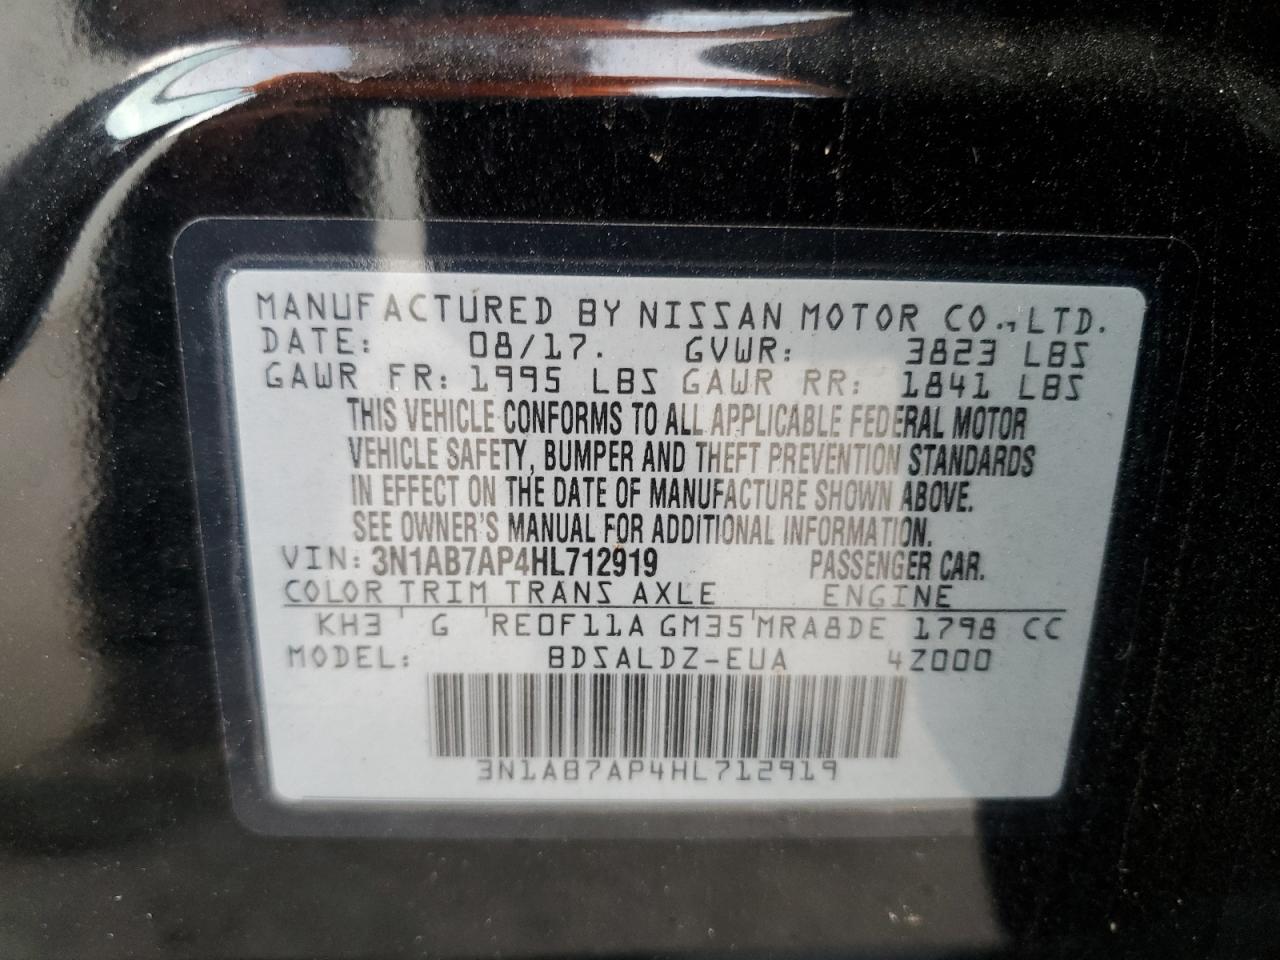 MANUFACTURED BY NISSAN MOTOR CO., LTD.
DATE: 08/17. GVWR: 3823 LBS
GAWR FR: 1995 LBS GAWR RR: 1841 LBS
THIS VEHICLE CONFORMS TO ALL APPLICABLE FEDERAL MOTOR
VEHICLE SAFETY, BUMPER AND THEFT PREVENTION STANDARDS
IN EFFECT ON THE DATE OF MANUFACTURE SHOWN ABOVE.
SEE OWNER'S MANUAL FOR ADDITIONAL INFORMATION.
VIN: 3N1AB7AP4HL712919 PASSENGER CAR.
COLOR TRIM TRANS AXLE ENGINE
KH3 G RE0F11A GM35 MRA8DE 1798 CC
MODEL: BDSALDZ-EUA 4Z000
3N1AB7AP4HL712919